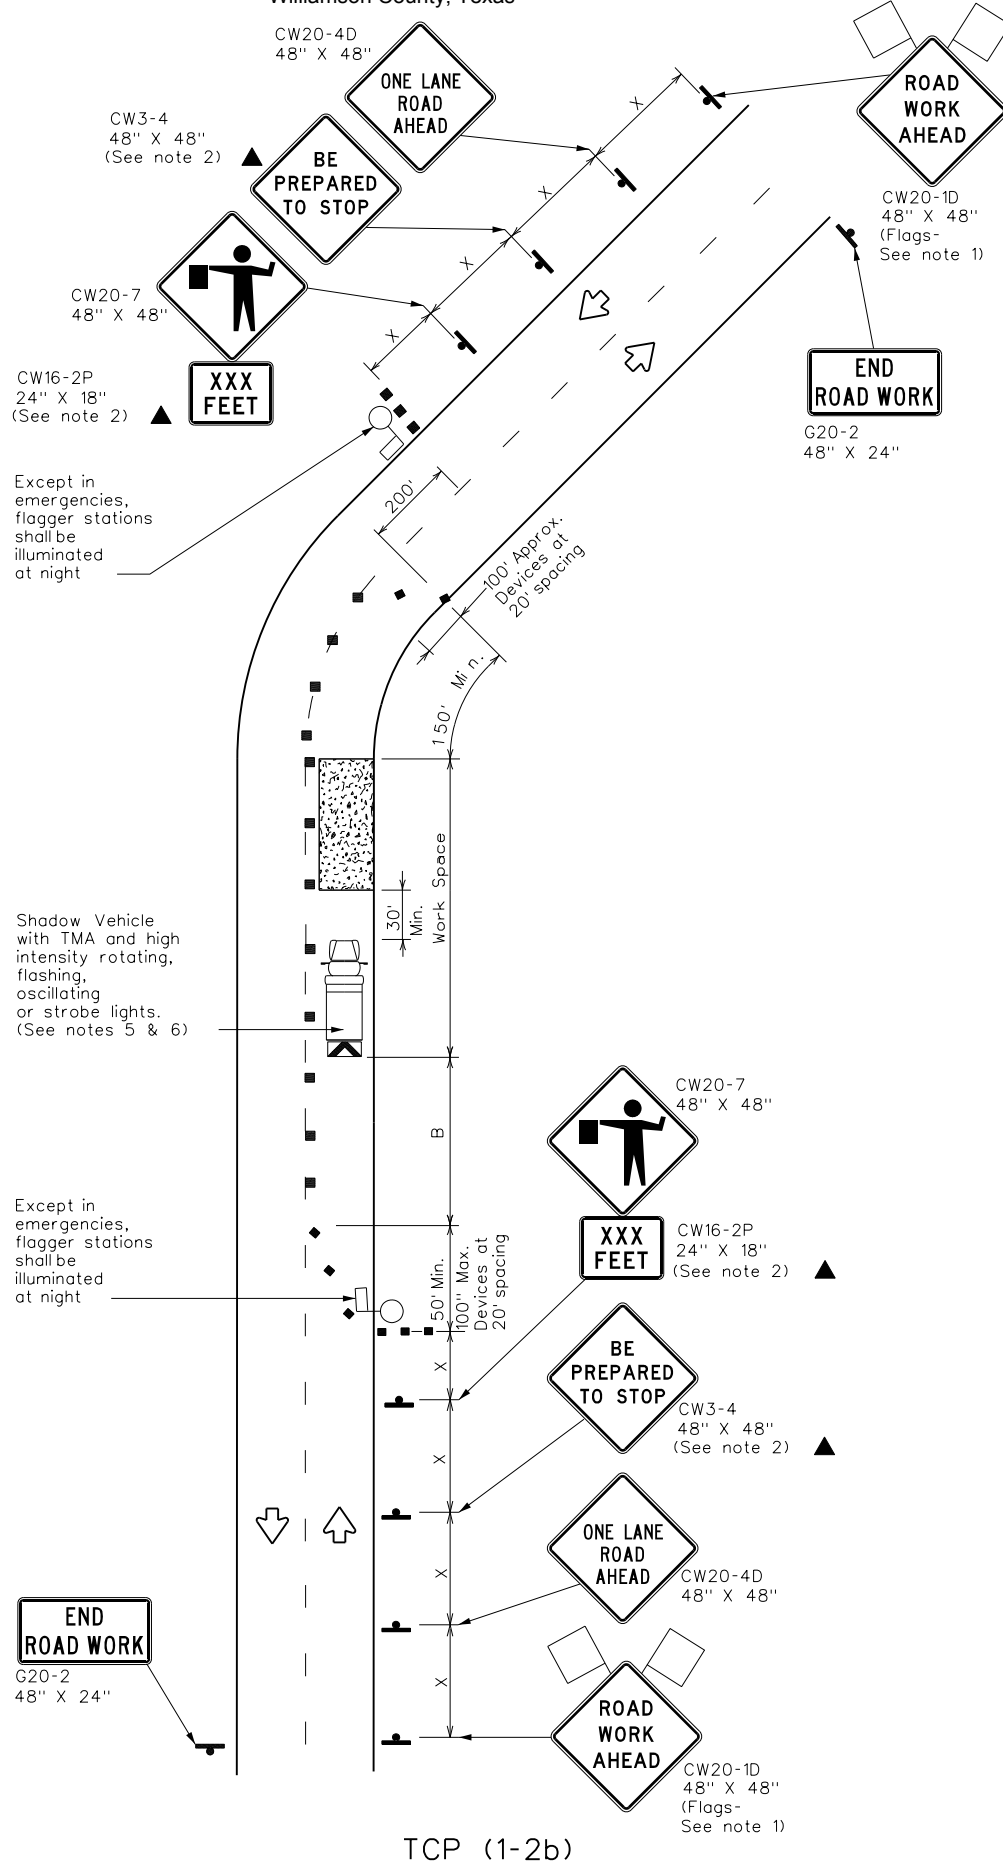 Williamson County, Texas
CW20-4D
48" X 48"
ONE LANE
ROAD
AHEAD
X
ROAD
WORK
AHEAD
CW20-1D
48" X 48"
(Flags-
See note 1)
CW3-4
48" X 48"
(See note 2)
BE
PREPARED
TO STOP
X
X
X
CW20-7
48" X 48"
CW16-2P
24" X 18"
(See note 2)
XXX
FEET
END
ROAD WORK
G20-2
48" X 24"
Except in
emergencies,
flagger stations
shall be
illuminated
at night
200'
100' Approx.
Devices at
20' spacing
150' Min.
Work Space
30'
Min.
Shadow Vehicle
with TMA and high
intensity rotating,
flashing,
oscillating
or strobe lights.
(See notes 5 & 6)
B
CW20-7
48" X 48"
XXX
FEET
CW16-2P
24" X 18"
(See note 2)
Except in
emergencies,
flagger stations
shall be
illuminated
at night
50' Min.
100" Max.
Devices at
20' spacing
X
BE
PREPARED
TO STOP
CW3-4
48" X 48"
(See note 2)
X
ONE LANE
ROAD
AHEAD
CW20-4D
48" X 48"
X
END
ROAD WORK
G20-2
48" X 24"
X
ROAD
WORK
AHEAD
CW20-1D
48" X 48"
(Flags-
See note 1)
TCP (1-2b)